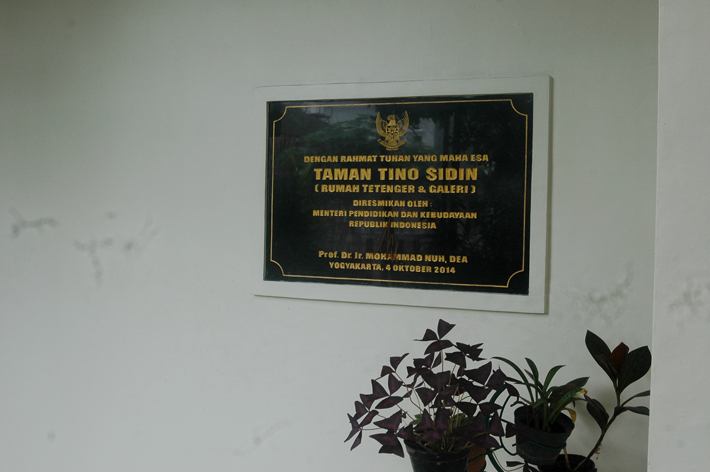 DENGAN RAHMAT TUHAN YANG MAHA ESA
TAMAN TINO SIDIN
( RUMAH TETENGER & GALERI )
DIRESMIKAN OLEH :
MENTERI PENDIDIKAN DAN KEBUDAYAAN
REPUBLIK INDONESIA
Prof. Dr. Ir. MOHAMMAD NUH, DEA
YOGYAKARTA, 4 OKTOBER 2014